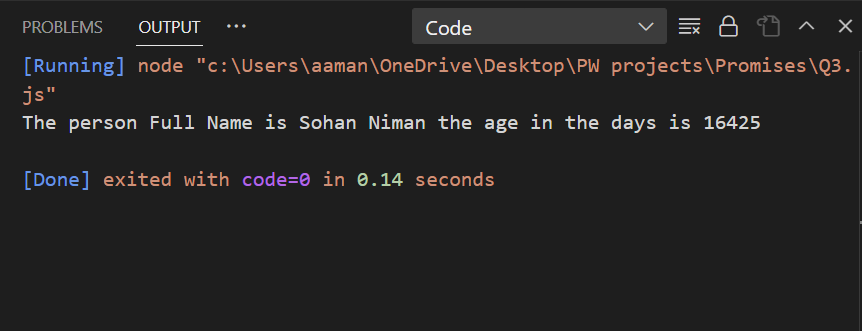 PROBLEMS OUTPUT ··· Code
[Running] node "c:\Users\aaman\OneDrive\Desktop\PW projects\Promises\Q3.
js"
The person Full Name is Sohan Niman the age in the days is 16425
[Done] exited with code=0 in 0.14 seconds